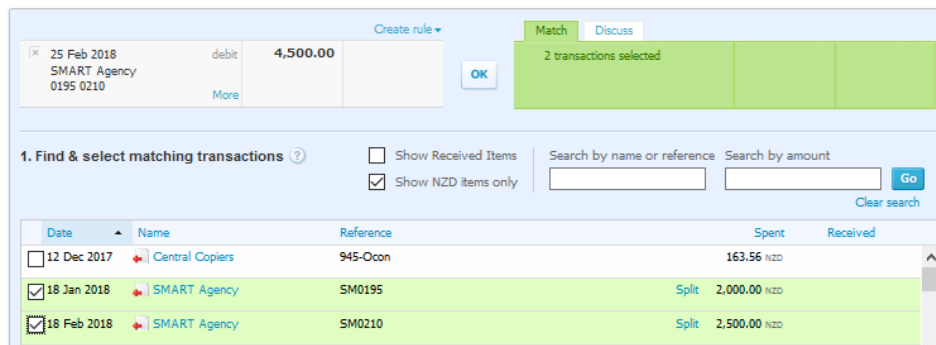 Create rule
Match Discuss
25 Feb 2018 debit 4,500.00
SMART Agency
0195 0210
More
OK
2 transactions selected
1. Find & select matching transactions ?
Show Received Items
Show NZD items only
Search by name or reference Search by amount
Go
Clear search
Date Name Reference Spent Received
12 Dec 2017 Central Copiers 945-Ocon 163.56 NZD
18 Jan 2018 SMART Agency SM0195 Split 2,000.00 NZD
18 Feb 2018 SMART Agency SM0210 Split 2,500.00 NZD